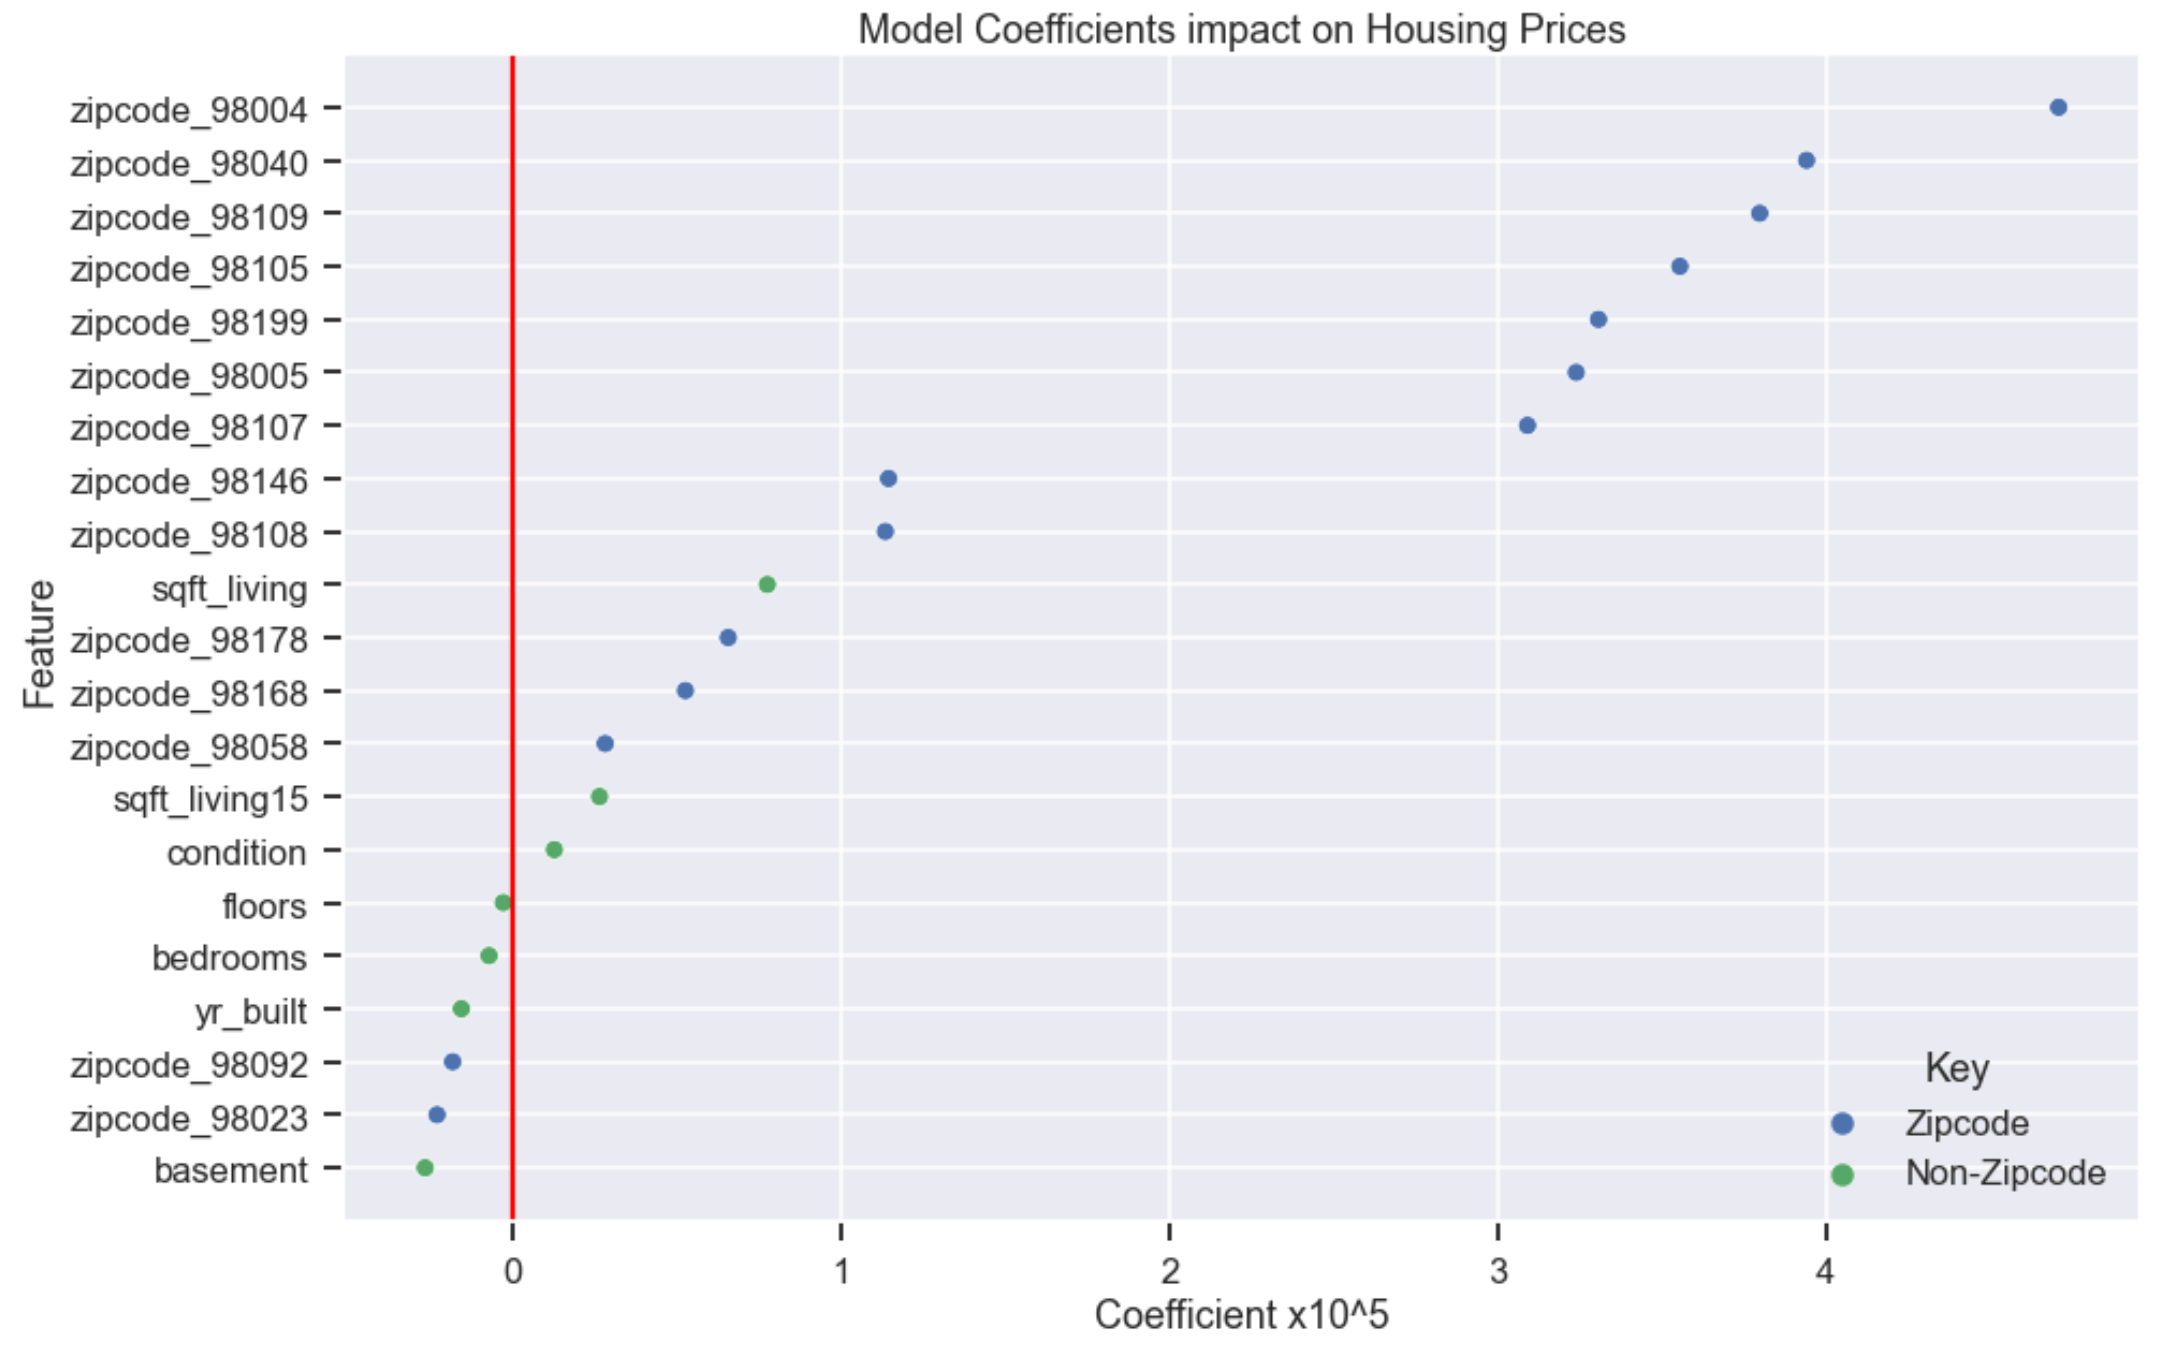 Model Coefficients impact on Housing Prices
zipcode_98004
zipcode_98040
zipcode_98109
zipcode_98105
zipcode_98199
zipcode_98005
zipcode_98107
zipcode_98146
zipcode_98108
sqft_living
zipcode_98178
zipcode_98168
zipcode_98058
sqft_living15
condition
floors
bedrooms
yr_built
zipcode_98092
zipcode_98023
basement
Feature
Key
Zipcode
Non-Zipcode
0 1 2 3 4
Coefficient x10^5